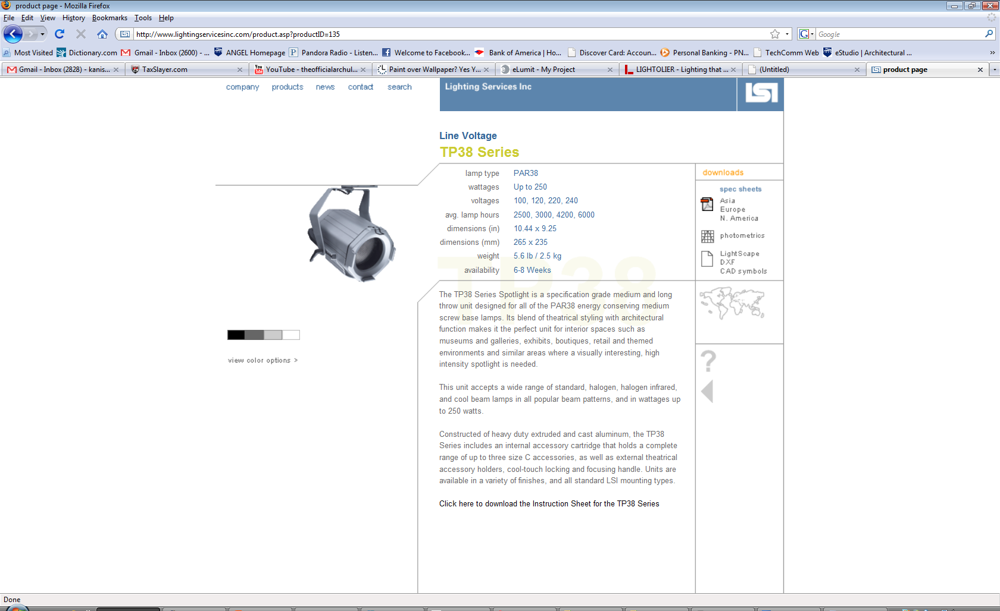 product page - Mozilla Firefox
File Edit View History Bookmarks Tools Help
http://www.lightingservicesinc.com/product.asp?productID=135
G Google
Most Visited Dictionary.com Gmail - Inbox (2600) - ... ANGEL Homepage P Pandora Radio - Listen... Welcome to Facebook... Bank of America | Ho... Discover Card: Accoun... Personal Banking - PN... TechComm Web eStudio | Architectural ... »
Gmail - Inbox (2828) - kanis... TaxSlayer.com You Tube YouTube - theofficialarchul... Paint over Wallpaper? Yes Y... eLumit - My Project LIGHTOLIER - Lighting that ... (Untitled) product page
company products news contact search
Lighting Services Inc
LSI
Line Voltage
TP38 Series
lamp type PAR38
wattages Up to 250
voltages 100, 120, 220, 240
avg. lamp hours 2500, 3000, 4200, 6000
dimensions (in) 10.44 x 9.25
dimensions (mm) 265 x 235
weight 5.6 lb / 2.5 kg
availability 6-8 Weeks
TP38
downloads
spec sheets
Asia
Europe
N. America
photometrics
LightScape
DXF
CAD symbols
?
view color options >
The TP38 Series Spotlight is a specification grade medium and long
throw unit designed for all of the PAR38 energy conserving medium
screw base lamps. Its blend of theatrical styling with architectural
function makes it the perfect unit for interior spaces such as
museums and galleries, exhibits, boutiques, retail and themed
environments and similar areas where a visually interesting, high
intensity spotlight is needed.
This unit accepts a wide range of standard, halogen, halogen infrared,
and cool beam lamps in all popular beam patterns, and in wattages up
to 250 watts.
Constructed of heavy duty extruded and cast aluminum, the TP38
Series includes an internal accessory cartridge that holds a complete
range of up to three size C accessories, as well as external theatrical
accessory holders, cool-touch locking and focusing handle. Units are
available in a variety of finishes, and all standard LSI mounting types.
Click here to download the Instruction Sheet for the TP38 Series
Done